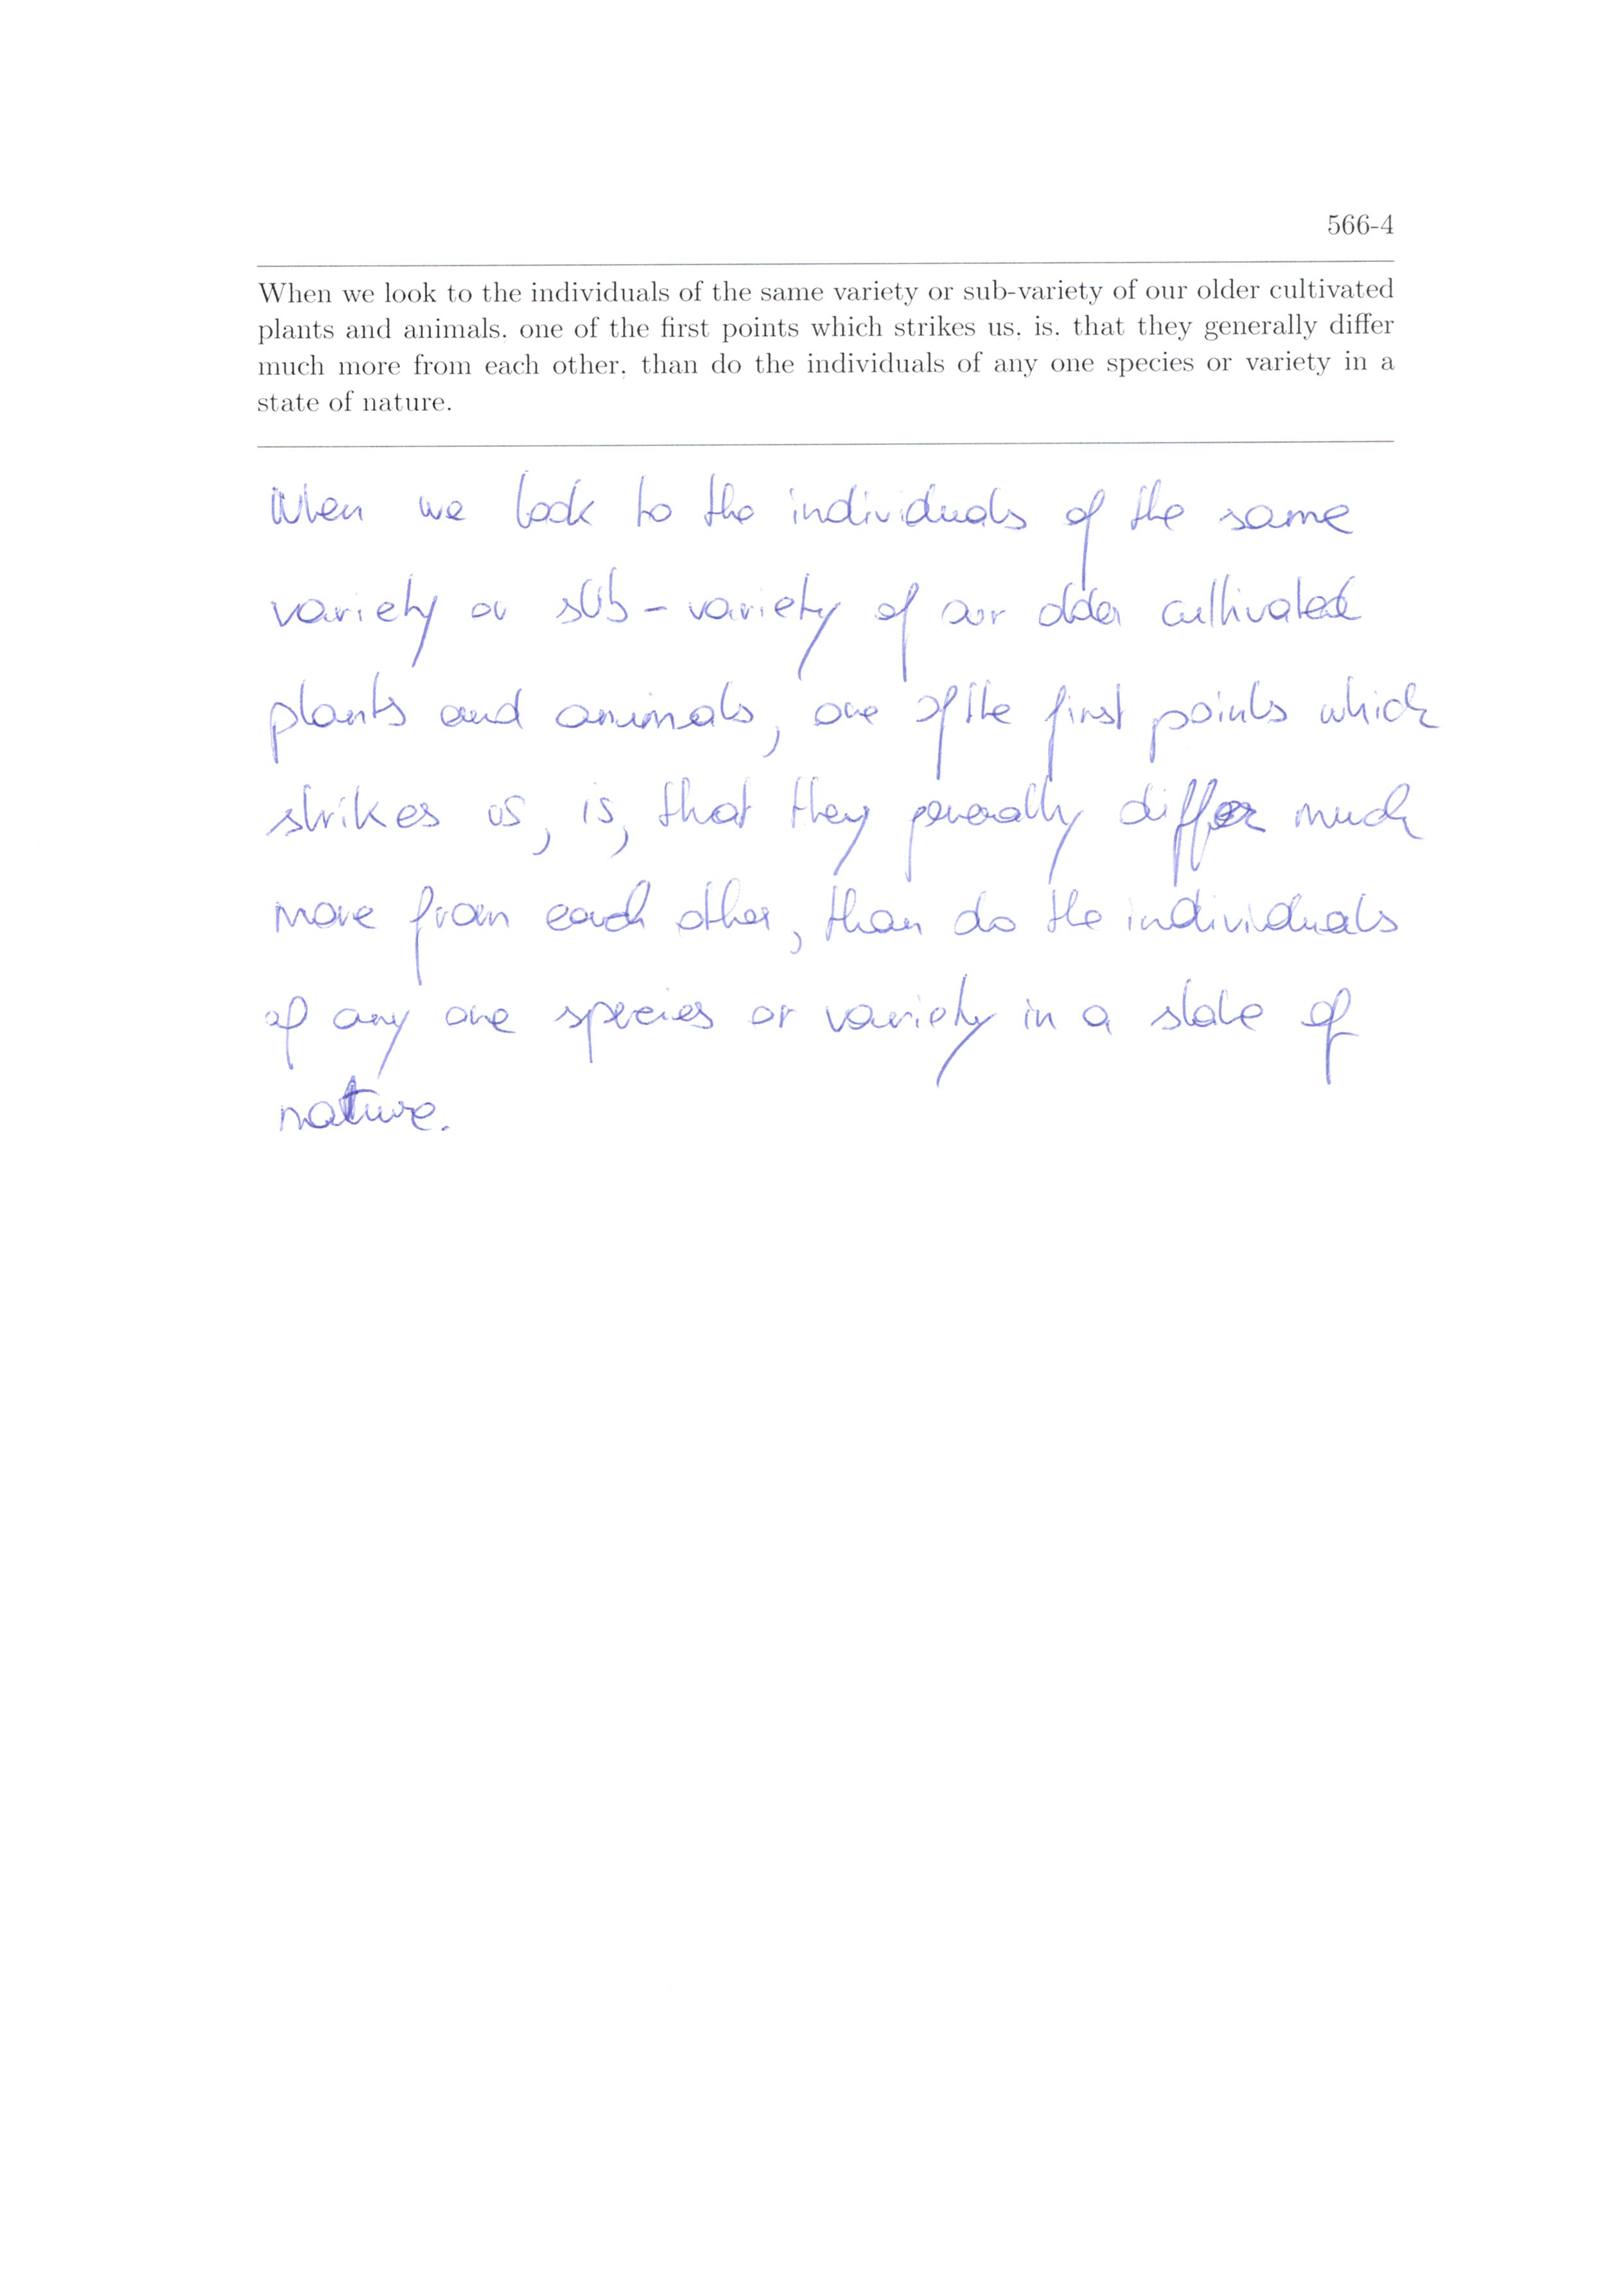 566-4
When we look to the individuals of the same variety or sub-variety of our older cultivated
plants and animals, one of the first points which strikes us, is, that they generally differ
much more from each other, than do the individuals of any one species or variety in a
state of nature.
When we look to the individuals of the same
variety or sub-variety of our older cultivated
plants and animals, one of the first points which
strikes us, is, that they generally differ much
more from each other, than do the individuals
of any one species or variety in a state of
nature.